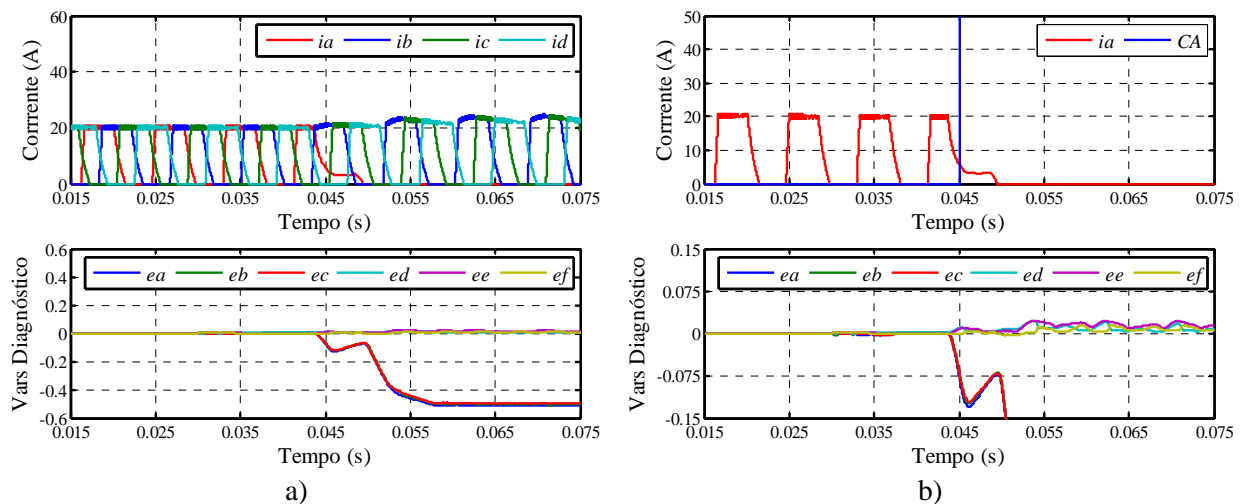 60
40
20
0
Corrrente (A)
ia ib ic id
0.015 0.025 0.035 0.045 0.055 0.065 0.075
Tempo (s)
50
40
30
20
10
0
Corrrente (A)
ia CA
0.015 0.025 0.035 0.045 0.055 0.065 0.075
Tempo (s)
0.6
0.4
0.2
0
-0.2
-0.4
-0.6
Vars Diagnóstico
ea eb ec ed ee ef
0.015 0.025 0.035 0.045 0.055 0.065 0.075
Tempo (s)
a)
0.15
0.075
0
-0.075
-0.15
Vars Diagnóstico
ea eb ec ed ee ef
0.015 0.025 0.035 0.045 0.055 0.065 0.075
Tempo (s)
b)